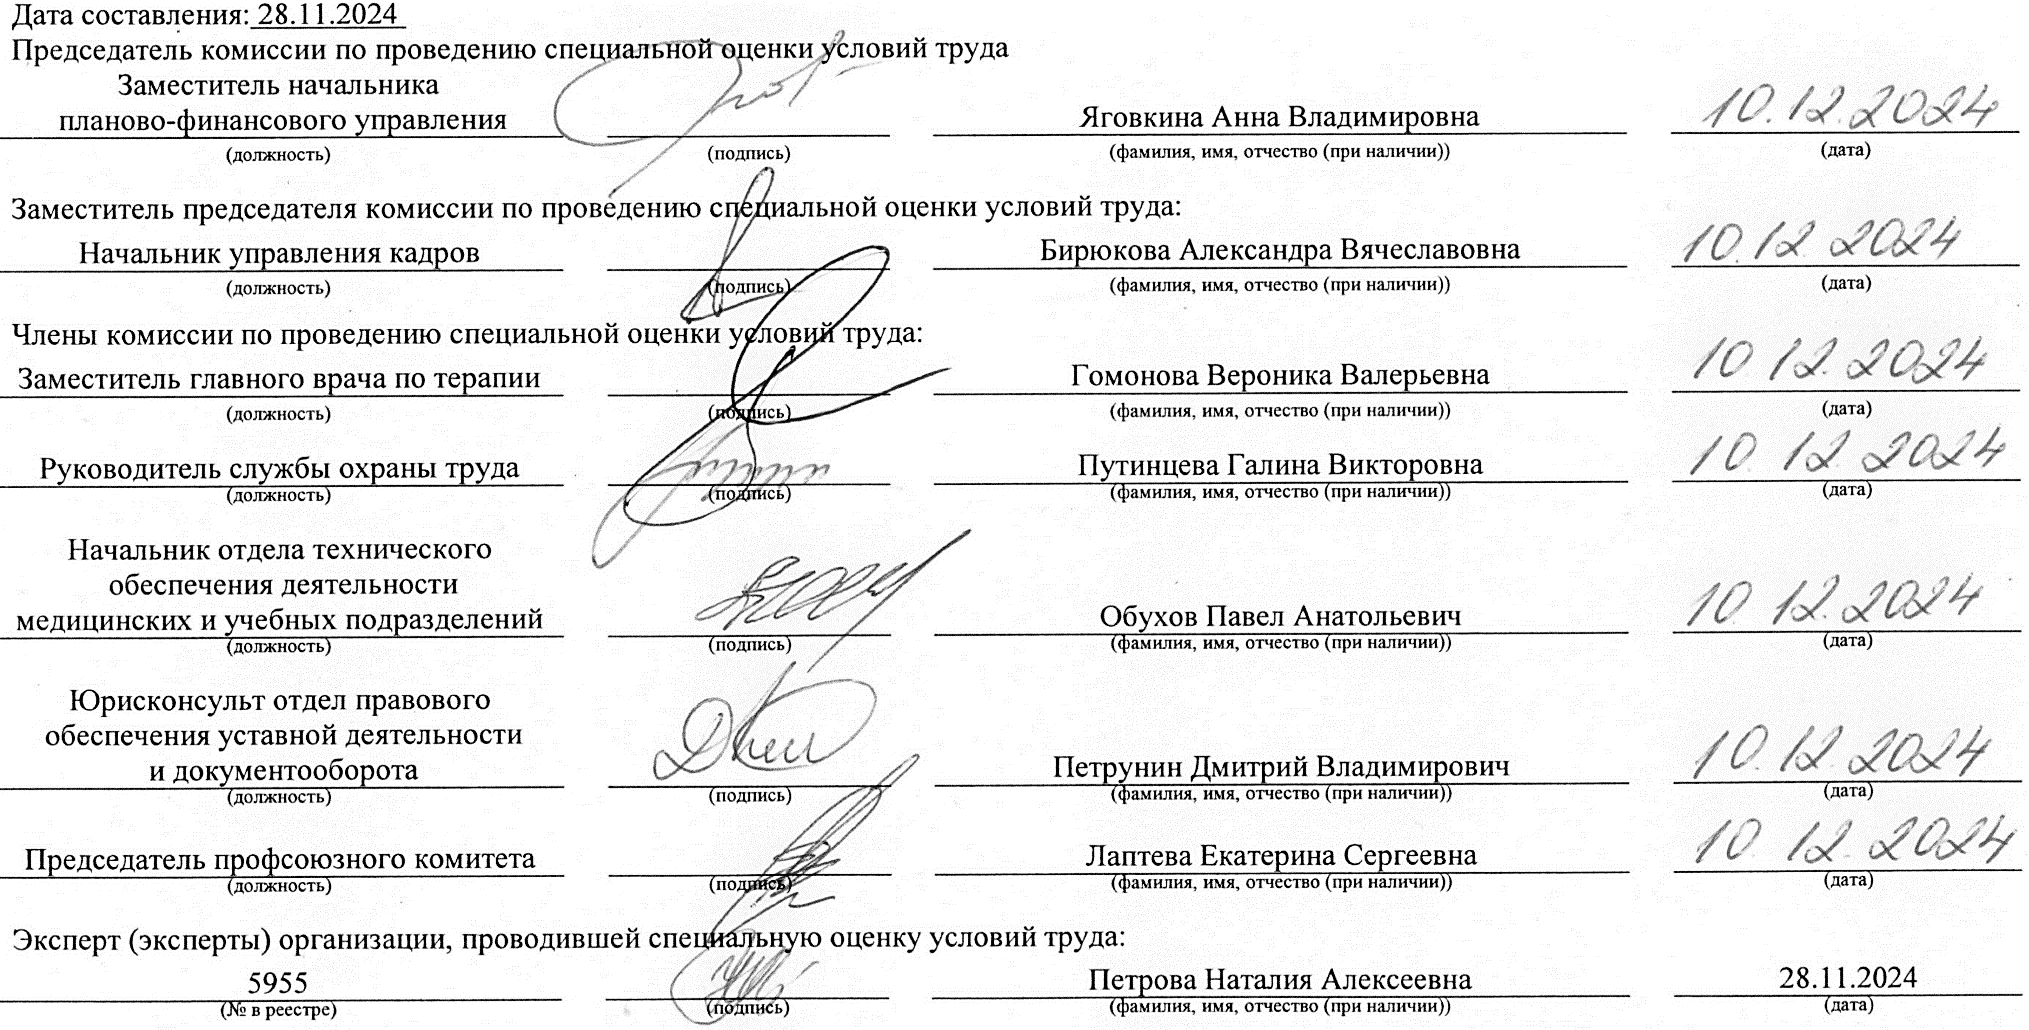 Дата составления: 28.11.2024
Председатель комиссии по проведению специальной оценки условий труда
Заместитель начальника
планово-финансового управления Яговкина Анна Владимировна 10.12.2024
(должность) (подпись) (фамилия, имя, отчество (при наличии)) (дата)
Заместитель председателя комиссии по проведению специальной оценки условий труда:
Начальник управления кадров Бирюкова Александра Вячеславовна 10.12.2024
(должность) (подпись) (фамилия, имя, отчество (при наличии)) (дата)
Члены комиссии по проведению специальной оценки условий труда:
Заместитель главного врача по терапии Гомонова Вероника Валерьевна 10.12.2024
(должность) (подпись) (фамилия, имя, отчество (при наличии)) (дата)
Руководитель службы охраны труда Путинцева Галина Викторовна 10.12.2024
(должность) (подпись) (фамилия, имя, отчество (при наличии)) (дата)
Начальник отдела технического
обеспечения деятельности
медицинских и учебных подразделений Обухов Павел Анатольевич 10.12.2024
(должность) (подпись) (фамилия, имя, отчество (при наличии)) (дата)
Юрисконсульт отдел правового
обеспечения уставной деятельности
и документооборота Петрунин Дмитрий Владимирович 10.12.2024
(должность) (подпись) (фамилия, имя, отчество (при наличии)) (дата)
Председатель профсоюзного комитета Лаптева Екатерина Сергеевна 10.12.2024
(должность) (подпись) (фамилия, имя, отчество (при наличии)) (дата)
Эксперт (эксперты) организации, проводившей специальную оценку условий труда:
5955 Петрова Наталия Алексеевна 28.11.2024
(№ в реестре) (подпись) (фамилия, имя, отчество (при наличии)) (дата)